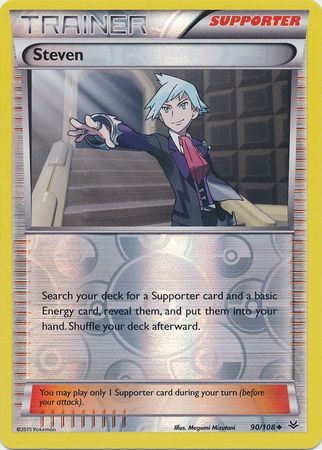 TRAINER
SUPPORTER
Steven
Search your deck for a Supporter card and a basic
Energy card, reveal them, and put them into your
hand. Shuffle your deck afterward.
You may play only 1 Supporter card during your turn (before
your attack).
©2015 Pokémon
Illus. Megumi Mizutani
90/108